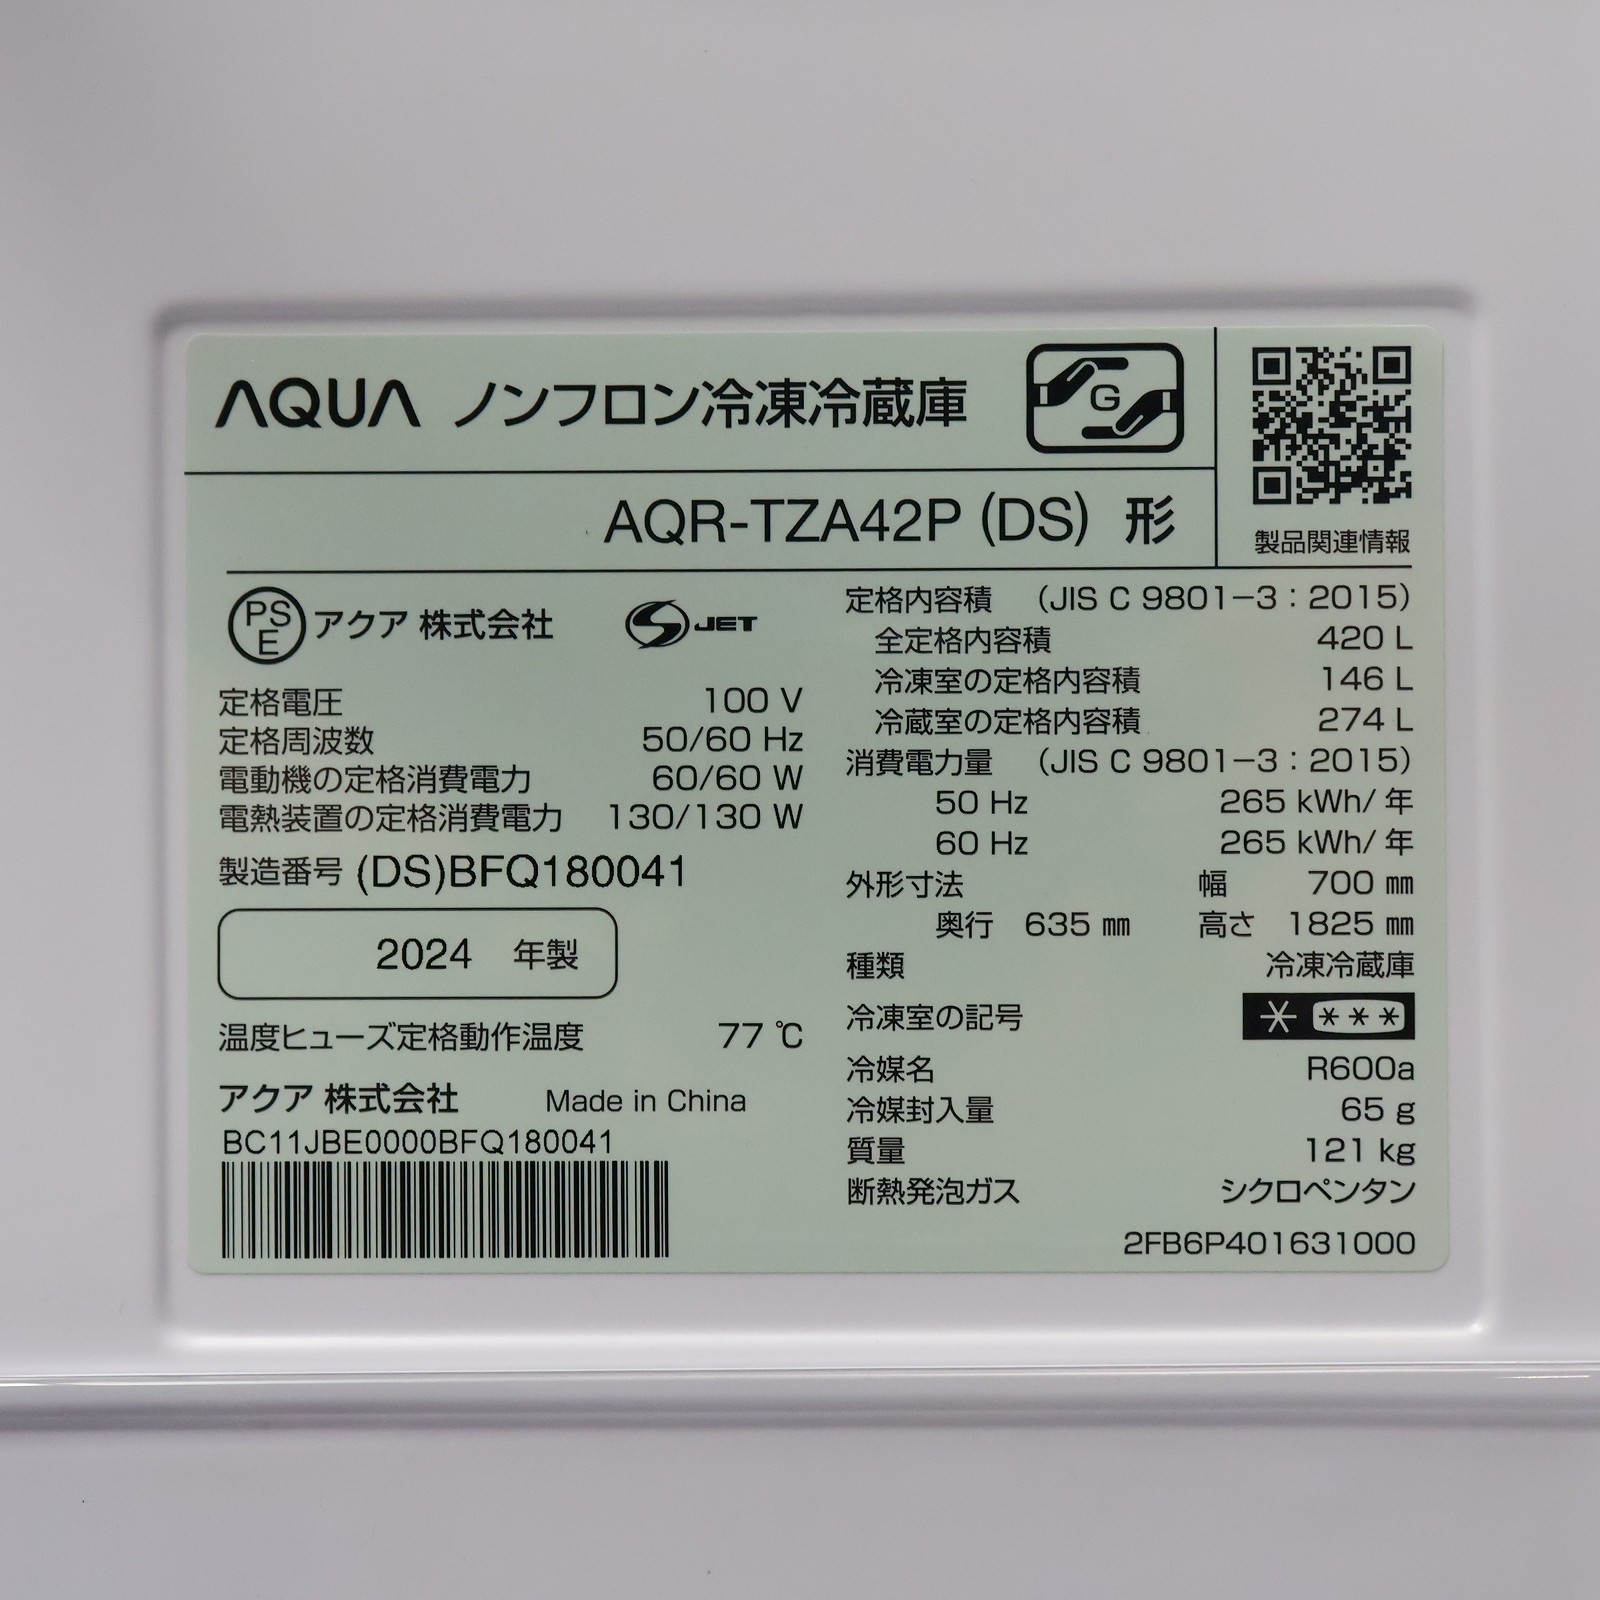 AQUA ノンフロン冷凍冷蔵庫
G
AQR-TZA42P (DS) 形
製品関連情報
PS
E
アクア 株式会社
S JET
定格電圧 100 V
定格周波数 50/60 Hz
電動機の定格消費電力 60/60 W
電熱装置の定格消費電力 130/130 W
製造番号 (DS)BFQ180041
2024 年製
温度ヒューズ定格動作温度 77 ℃
アクア 株式会社 Made in China
BC11JBE0000BFQ180041
定格内容積 (JIS C 9801-3:2015)
全定格内容積 420 L
冷凍室の定格内容積 146 L
冷蔵室の定格内容積 274 L
消費電力量 (JIS C 9801-3:2015)
50 Hz 265 kWh/ 年
60 Hz 265 kWh/ 年
外形寸法 幅 700 ㎜
奥行 635 ㎜ 高さ 1825 ㎜
種類 冷凍冷蔵庫
冷凍室の記号 * ***
冷媒名 R600a
冷媒封入量 65 g
質量 121 kg
断熱発泡ガス シクロペンタン
2FB6P401631000